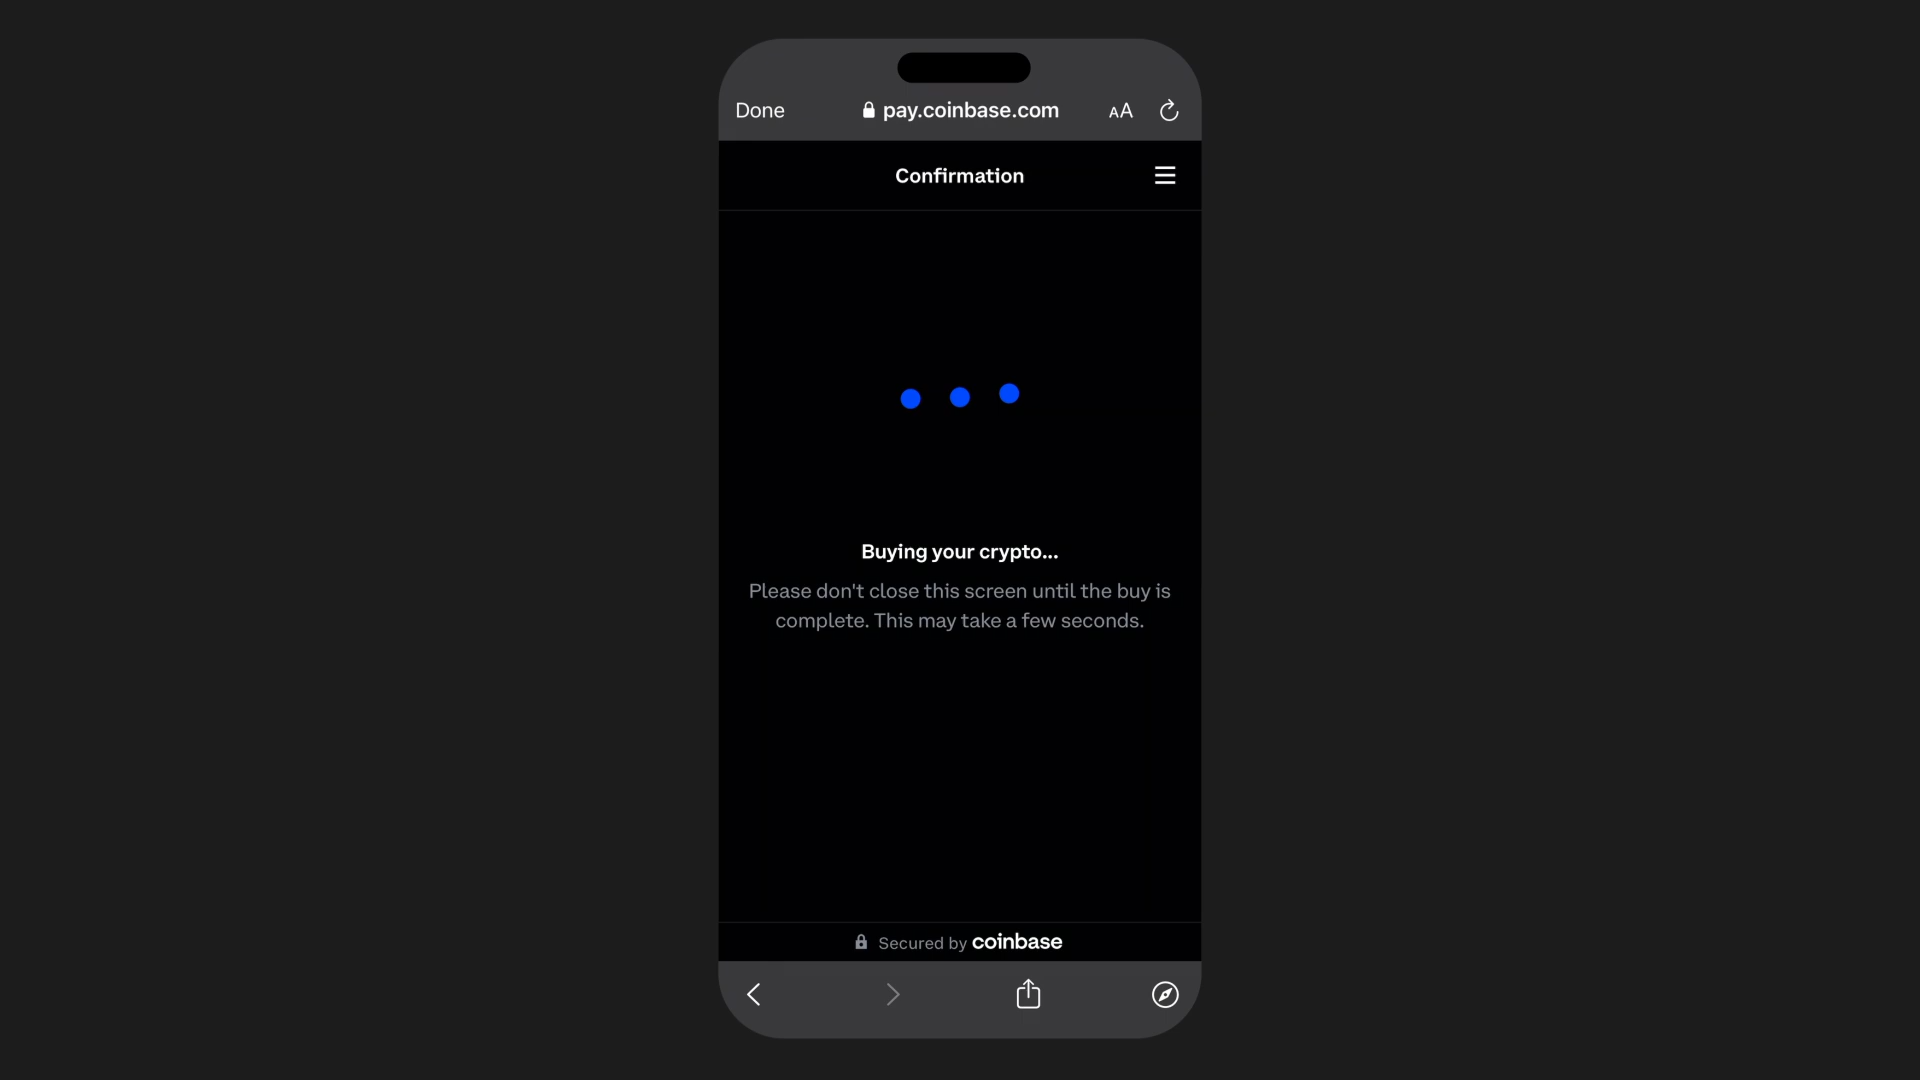 Done
pay.coinbase.com
AA
Confirmation
Buying your crypto...
Please don't close this screen until the buy is
complete. This may take a few seconds.
Secured by coinbase